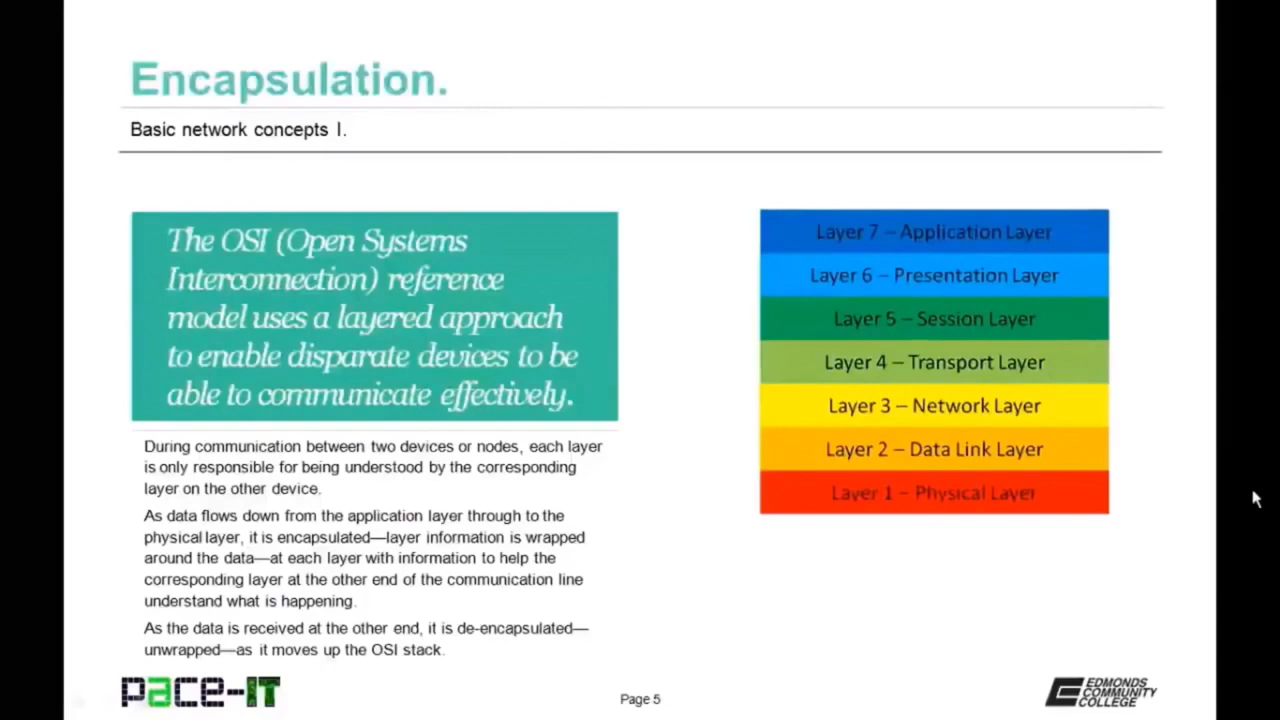 Encapsulation.
Basic network concepts I.
The OSI (Open Systems
Interconnection) reference
model uses a layered approach
to enable disparate devices to be
able to communicate effectively.
During communication between two devices or nodes, each layer
is only responsible for being understood by the corresponding
layer on the other device.
As data flows down from the application layer through to the
physical layer, it is encapsulated—layer information is wrapped
around the data—at each layer with information to help the
corresponding layer at the other end of the communication line
understand what is happening.
As the data is received at the other end, it is de-encapsulated—
unwrapped—as it moves up the OSI stack.
Layer 7 – Application Layer
Layer 6 – Presentation Layer
Layer 5 – Session Layer
Layer 4 – Transport Layer
Layer 3 – Network Layer
Layer 2 – Data Link Layer
Layer 1 – Physical Layer
pace-IT
Page 5
EDMONDS
COMMUNITY
COLLEGE